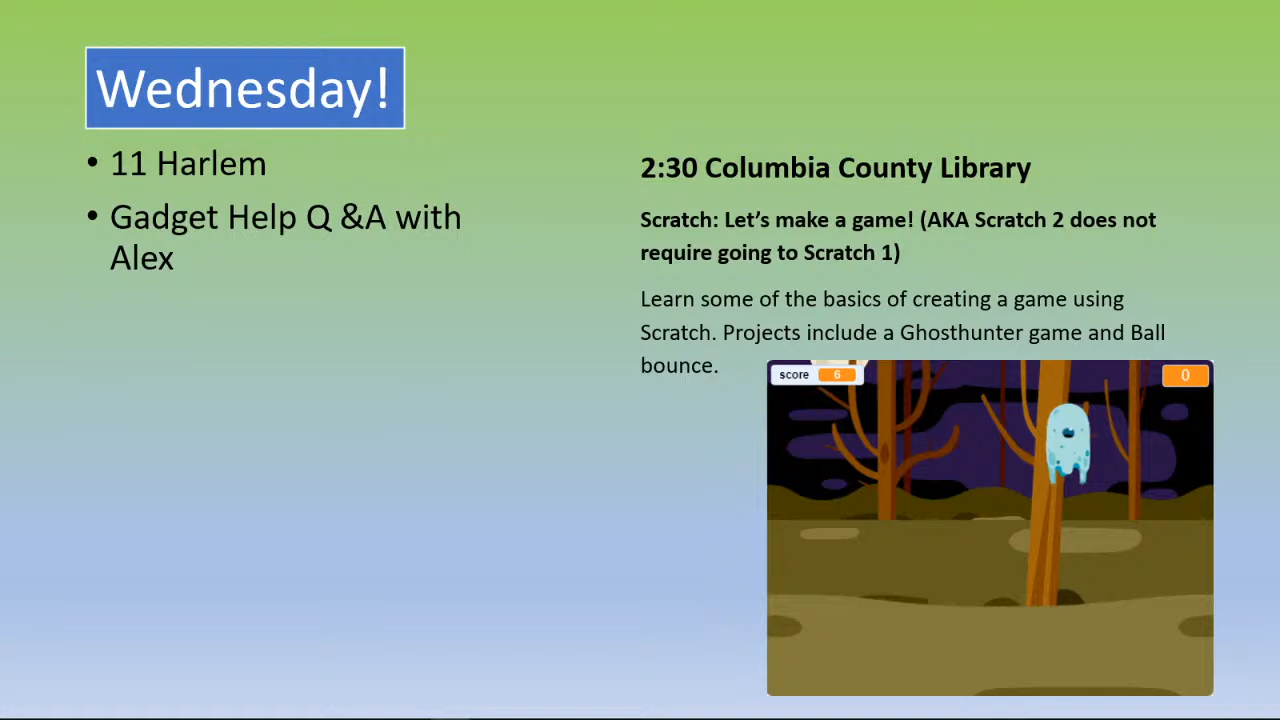 Wednesday!
• 11 Harlem
• Gadget Help Q &A with
Alex
2:30 Columbia County Library
Scratch: Let’s make a game! (AKA Scratch 2 does not
require going to Scratch 1)
Learn some of the basics of creating a game using
Scratch. Projects include a Ghosthunter game and Ball
bounce.
score 6
0